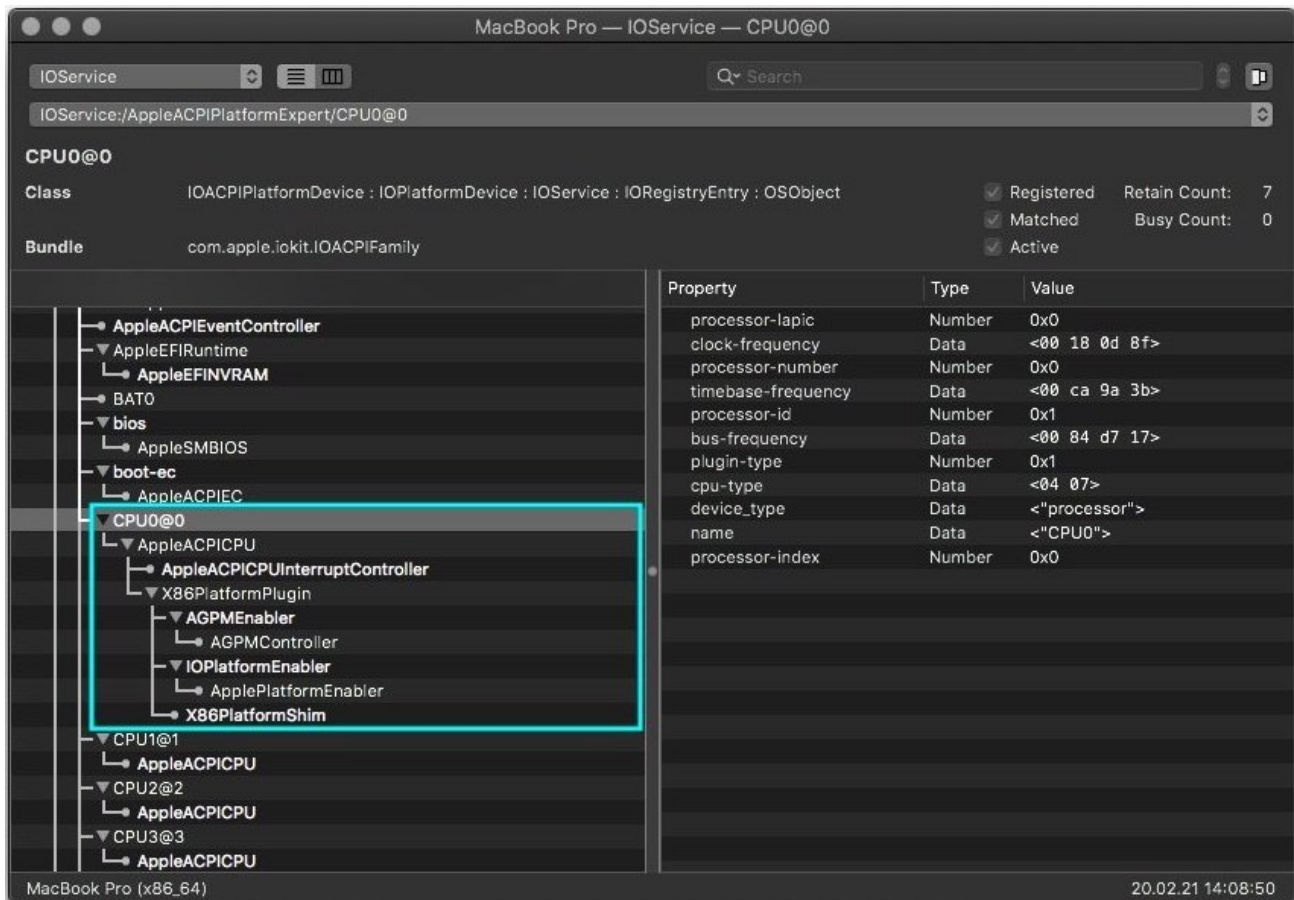 MacBook Pro — IOService — CPU0@0
IOService
Search
IOService:/AppleACPIPlatformExpert/CPU0@0
CPU0@0
Class IOACPIPlatformDevice : IOPlatformDevice : IOService : IORegistryEntry : OSObject Registered Retain Count: 7
Matched Busy Count: 0
Bundle com.apple.iokit.IOACPIFamily Active
AppleACPIEventController
AppleEFIRuntime
AppleEFINVRAM
BAT0
bios
AppleSMBIOS
boot-ec
AppleACPIEC
CPU0@0
AppleACPICPU
AppleACPICPUInterruptController
X86PlatformPlugin
AGPMEnabler
AGPMController
IOPlatformEnabler
ApplePlatformEnabler
X86PlatformShim
CPU1@1
AppleACPICPU
CPU2@2
AppleACPICPU
CPU3@3
AppleACPICPU
Property Type Value
processor-lapic Number 0x0
clock-frequency Data <00 18 0d 8f>
processor-number Number 0x0
timebase-frequency Data <00 ca 9a 3b>
processor-id Number 0x1
bus-frequency Data <00 84 d7 17>
plugin-type Number 0x1
cpu-type Data <04 07>
device_type Data <"processor">
name Data <"CPU0">
processor-index Number 0x0
MacBook Pro (x86_64) 20.02.21 14:08:50